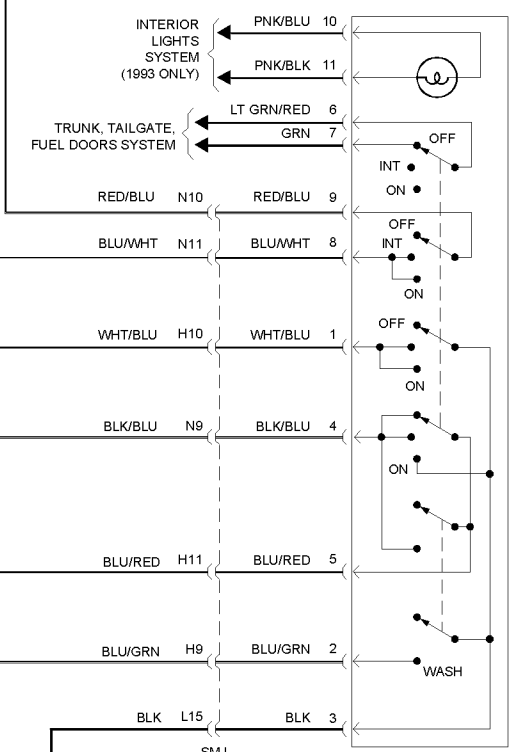 INTERIOR
LIGHTS
SYSTEM
(1993 ONLY)
PNK/BLU 10
PNK/BLK 11
LT GRN/RED 6
TRUNK, TAILGATE,
FUEL DOORS SYSTEM
GRN 7
OFF
INT
ON
RED/BLU N10 RED/BLU 9
OFF
BLU/WHT N11 BLU/WHT 8 INT
ON
OFF
WHT/BLU H10 WHT/BLU 1
ON
BLK/BLU N9 BLK/BLU 4
ON
BLU/RED H11 BLU/RED 5
BLU/GRN H9 BLU/GRN 2
WASH
BLK L15 BLK 3
SMJ